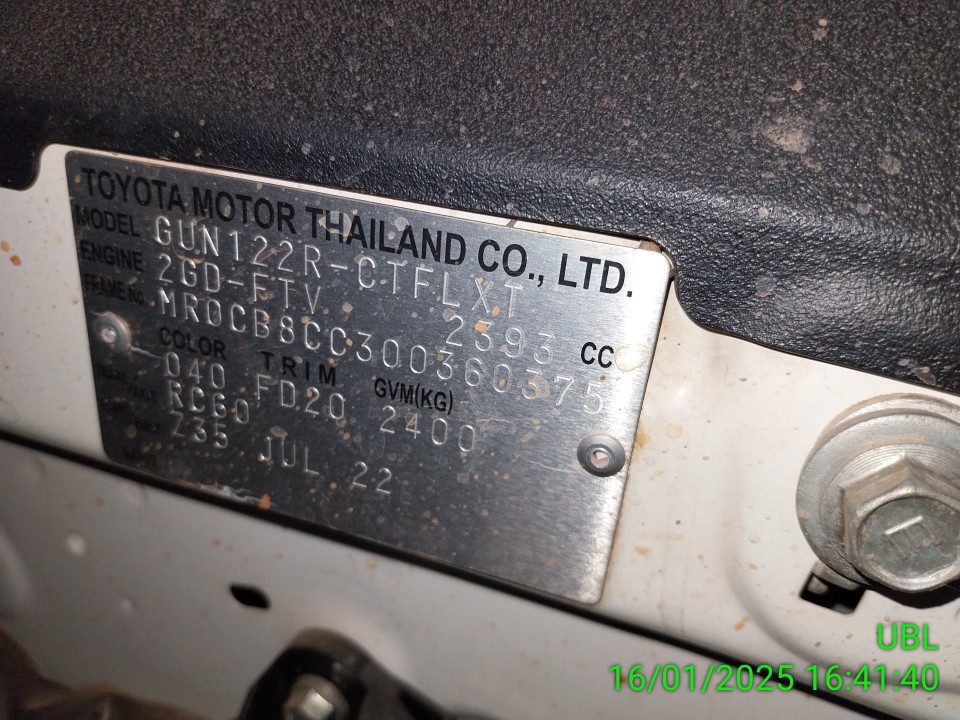 TOYOTA MOTOR THAILAND CO., LTD.
MODEL GUN122R-CTFLXT
ENGINE 2GD-FTV 2393 CC
FRAME No. MR0CB8CC300360375
COLOR TRIM GVM(KG)
040 FD20 2400
RC60
Z35 JUL 22
UBL
16/01/2025 16:41:40